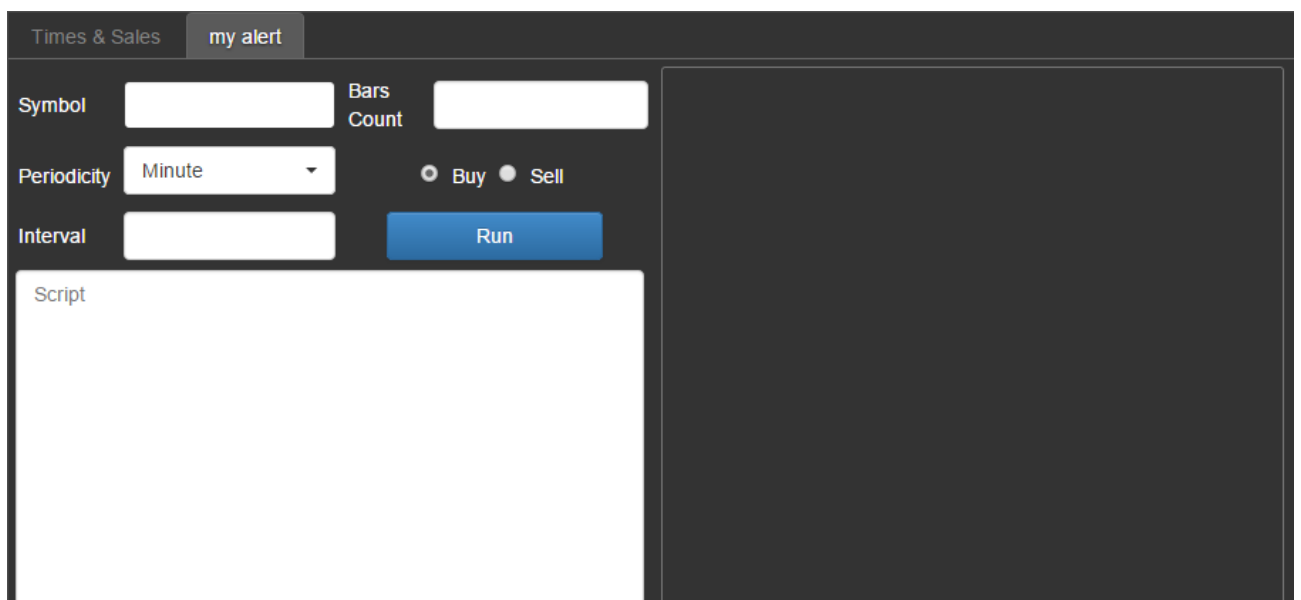 Times & Sales
my alert
Symbol
Bars
Count
Periodicity
Minute
Buy
Sell
Interval
Run
Script